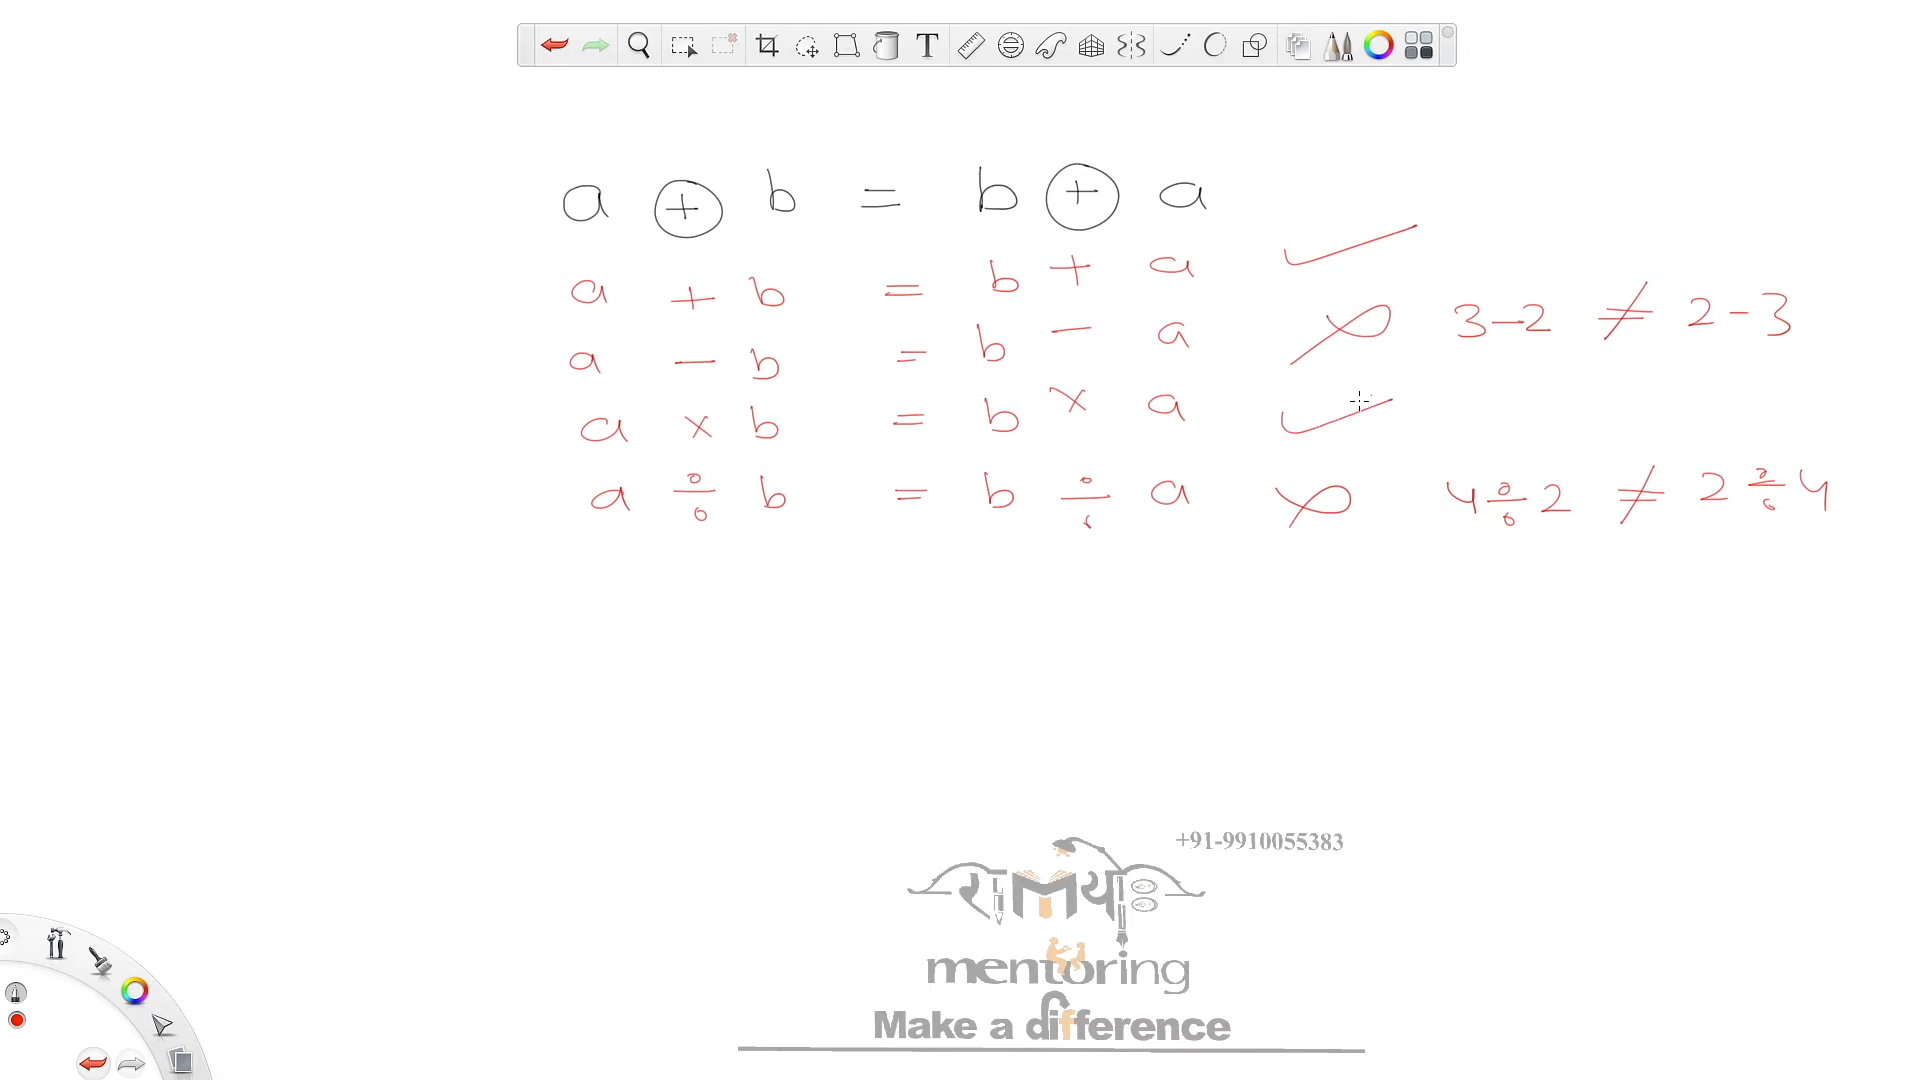 T
a + b = b + a
a + b = b + a ✓
a − b = b − a 3−2 ≠ 2−3
a × b = b × a ✓
a ÷ b = b ÷ a 4÷2 ≠ 2÷4
+91-9910055383
mentoring
Make a difference